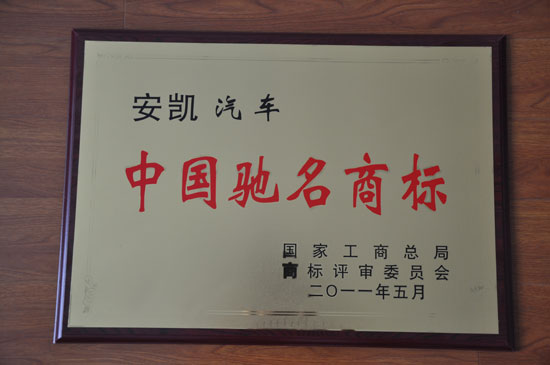 安凯 汽车
中国驰名商标
国家工商总局
商标评审委员会
二〇一一年五月